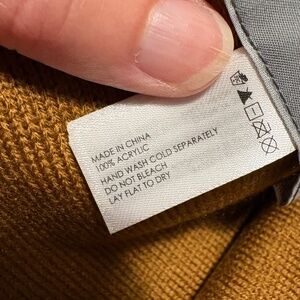 MADE IN CHINA
100% ACRYLIC
HAND WASH COLD SEPARATELY
DO NOT BLEACH
LAY FLAT TO DRY